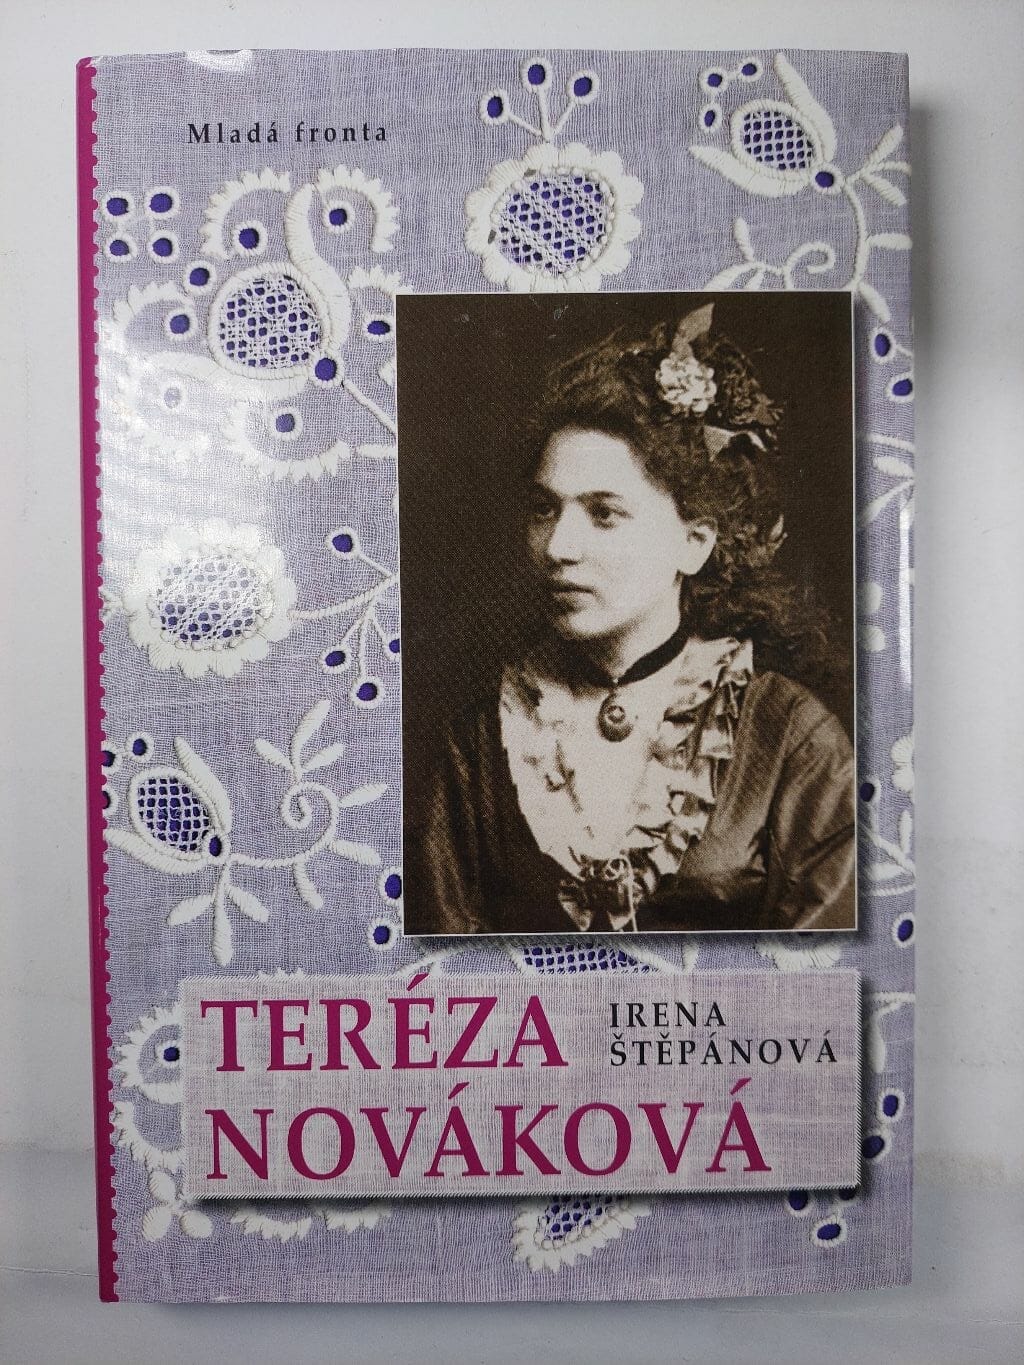 Mladá fronta
TERÉZA
NOVÁKOVÁ
IRENA
ŠTĚPÁNOVÁ